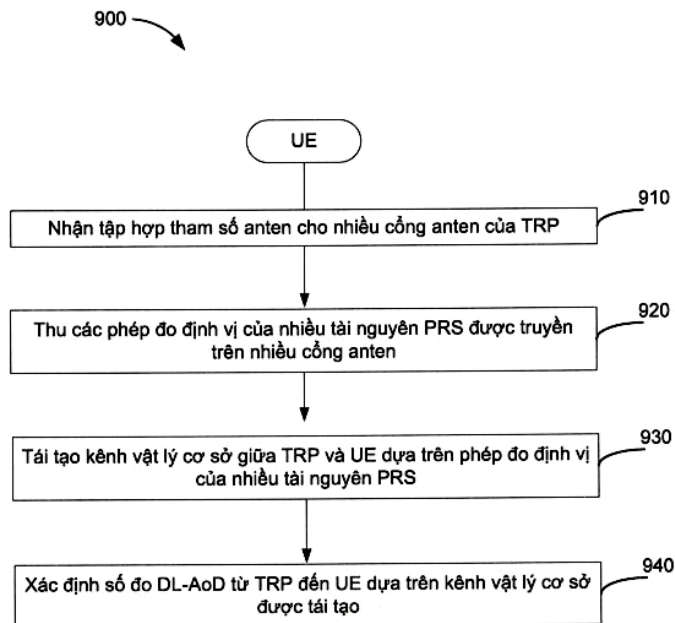 900
UE
910
Nhận tập hợp tham số anten cho nhiều cổng anten của TRP
920
Thu các phép đo định vị của nhiều tài nguyên PRS được truyền
trên nhiều cổng anten
930
Tái tạo kênh vật lý cơ sở giữa TRP và UE dựa trên phép đo định vị
của nhiều tài nguyên PRS
940
Xác định số đo DL-AoD từ TRP đến UE dựa trên kênh vật lý cơ sở
được tái tạo